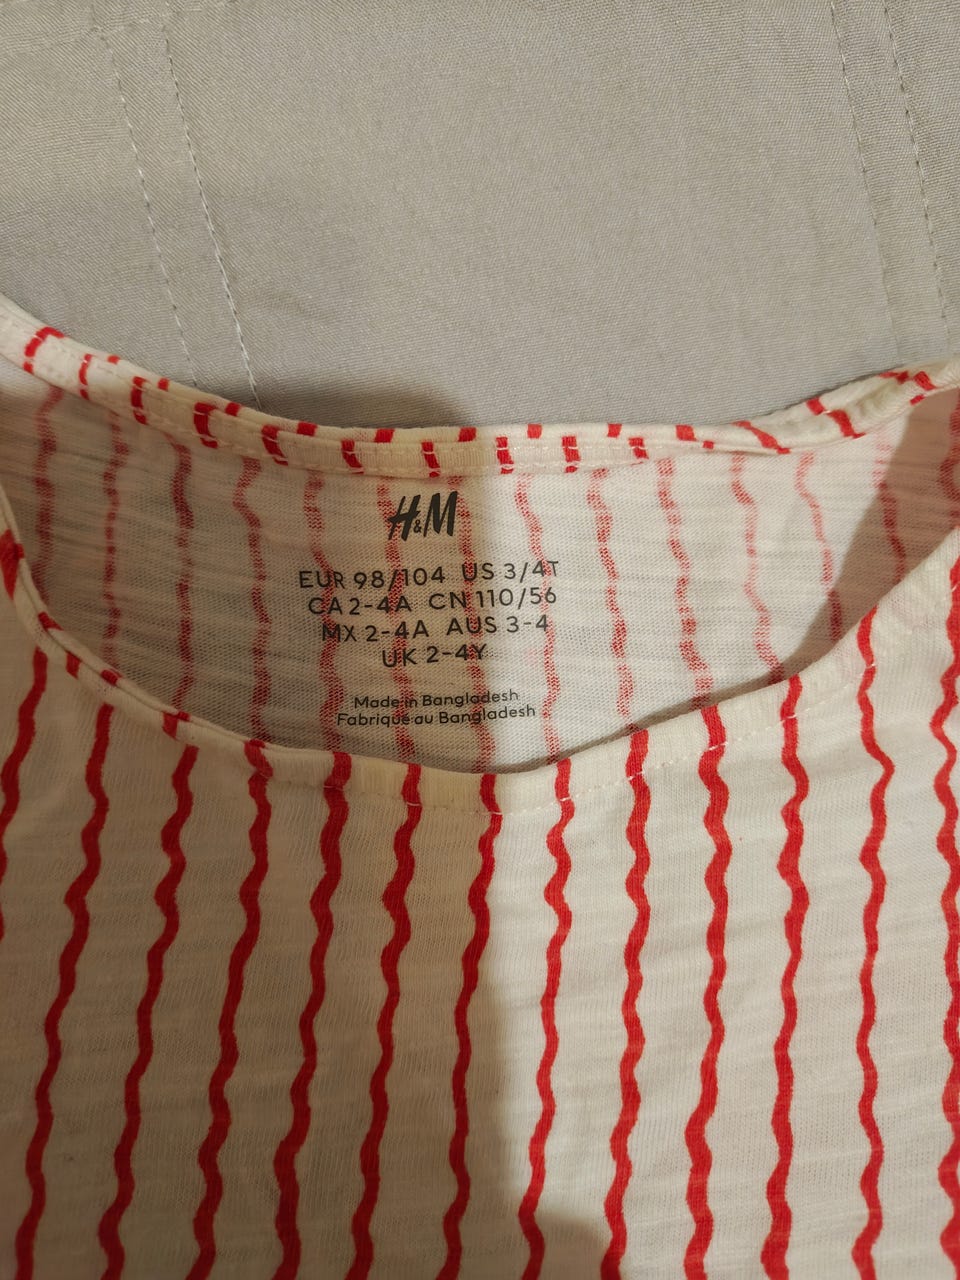 H&M
EUR 98/104 US 3/4T
CA 2-4A CN 110/56
MX 2-4A AUS 3-4
UK 2-4Y
Made in Bangladesh
Fabriqué au Bangladesh